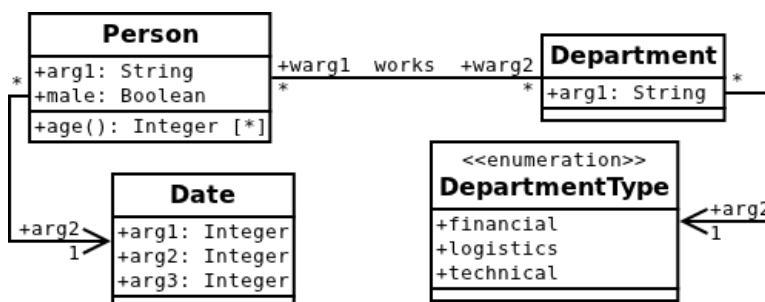 Person
+arg1: String
+male: Boolean
+age(): Integer [*]
*
+warg1 works +warg2
* *
Department
+arg1: String
*
+arg2
1
Date
+arg1: Integer
+arg2: Integer
+arg3: Integer
<<enumeration>>
DepartmentType
+financial
+logistics
+technical
+arg2
1